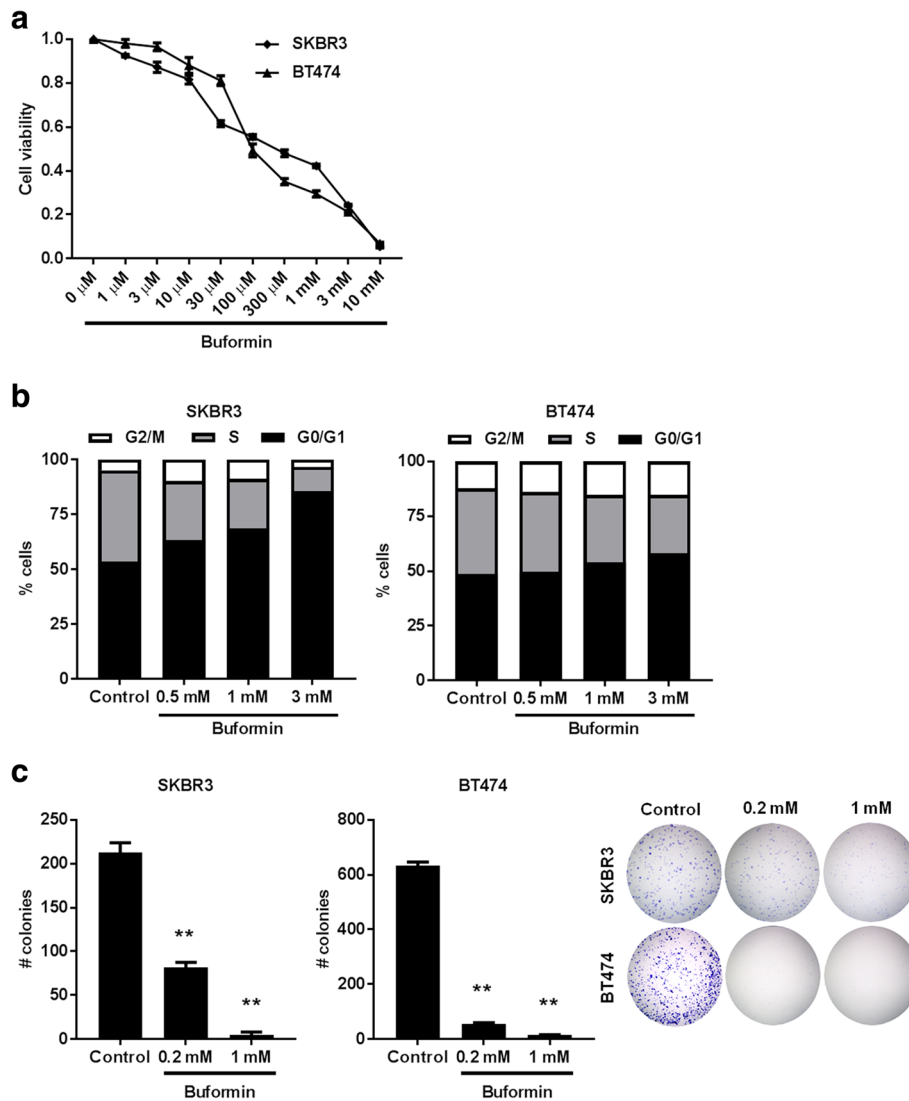 a
1.0
0.8
0.6
0.4
0.2
0.0
Cell viability
SKBR3
BT474
0 μM
1 μM
3 μM
10 μM
30 μM
100 μM
300 μM
1 mM
3 mM
10 mM
Buformin
b
SKBR3
G2/M S G0/G1
100
75
50
25
0
% cells
Control 0.5 mM 1 mM 3 mM
Buformin
BT474
G2/M S G0/G1
100
75
50
25
0
% cells
Control 0.5 mM 1 mM 3 mM
Buformin
c
SKBR3
250
200
150
100
50
0
# colonies
**
**
Control 0.2 mM 1 mM
Buformin
BT474
800
600
400
200
0
# colonies
**
**
Control 0.2 mM 1 mM
Buformin
Control 0.2 mM 1 mM
SKBR3
BT474